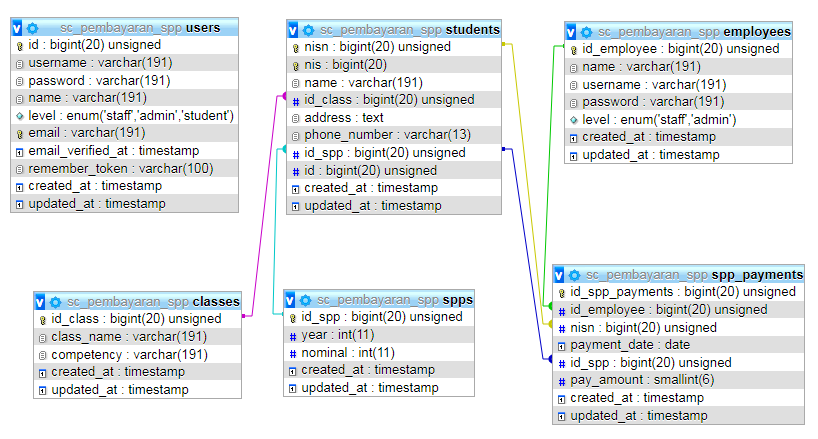 sc_pembayaran_spp users
id : bigint(20) unsigned
username : varchar(191)
password : varchar(191)
name : varchar(191)
level : enum('staff','admin','student')
email : varchar(191)
email_verified_at : timestamp
remember_token : varchar(100)
created_at : timestamp
updated_at : timestamp
sc_pembayaran_spp students
nisn : bigint(20) unsigned
nis : bigint(20)
name : varchar(191)
id_class : bigint(20) unsigned
address : text
phone_number : varchar(13)
id_spp : bigint(20) unsigned
id : bigint(20) unsigned
created_at : timestamp
updated_at : timestamp
sc_pembayaran_spp employees
id_employee : bigint(20) unsigned
name : varchar(191)
username : varchar(191)
password : varchar(191)
level : enum('staff','admin')
created_at : timestamp
updated_at : timestamp
sc_pembayaran_spp classes
id_class : bigint(20) unsigned
class_name : varchar(191)
competency : varchar(191)
created_at : timestamp
updated_at : timestamp
sc_pembayaran_spp spps
id_spp : bigint(20) unsigned
year : int(11)
nominal : int(11)
created_at : timestamp
updated_at : timestamp
sc_pembayaran_spp spp_payments
id_spp_payments : bigint(20) unsigned
id_employee : bigint(20) unsigned
nisn : bigint(20) unsigned
payment_date : date
id_spp : bigint(20) unsigned
pay_amount : smallint(6)
created_at : timestamp
updated_at : timestamp